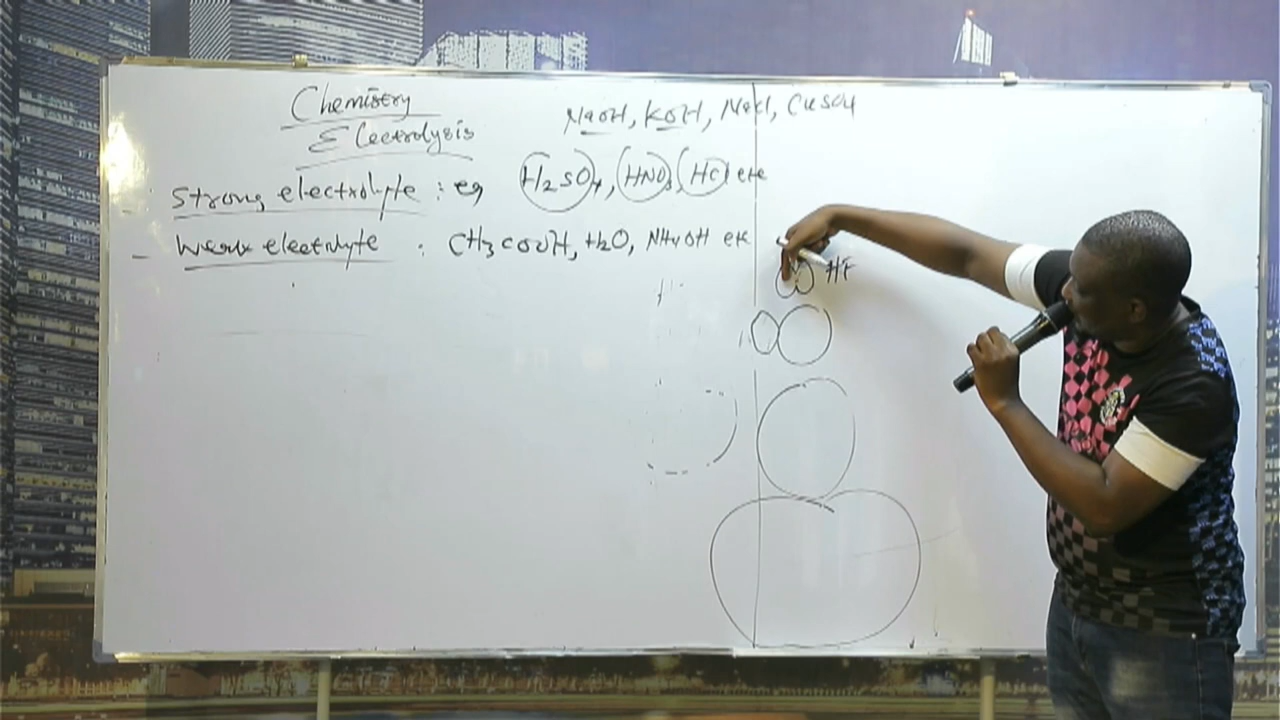 Chemistry
Electrolysis
NaOH, KOH, NaCl, CuSO4
- Strong electrolyte : eg H2SO4, HNO3, HCl etc
- Weak electrolyte : CH3COOH, H2O, NH4OH etc
HF